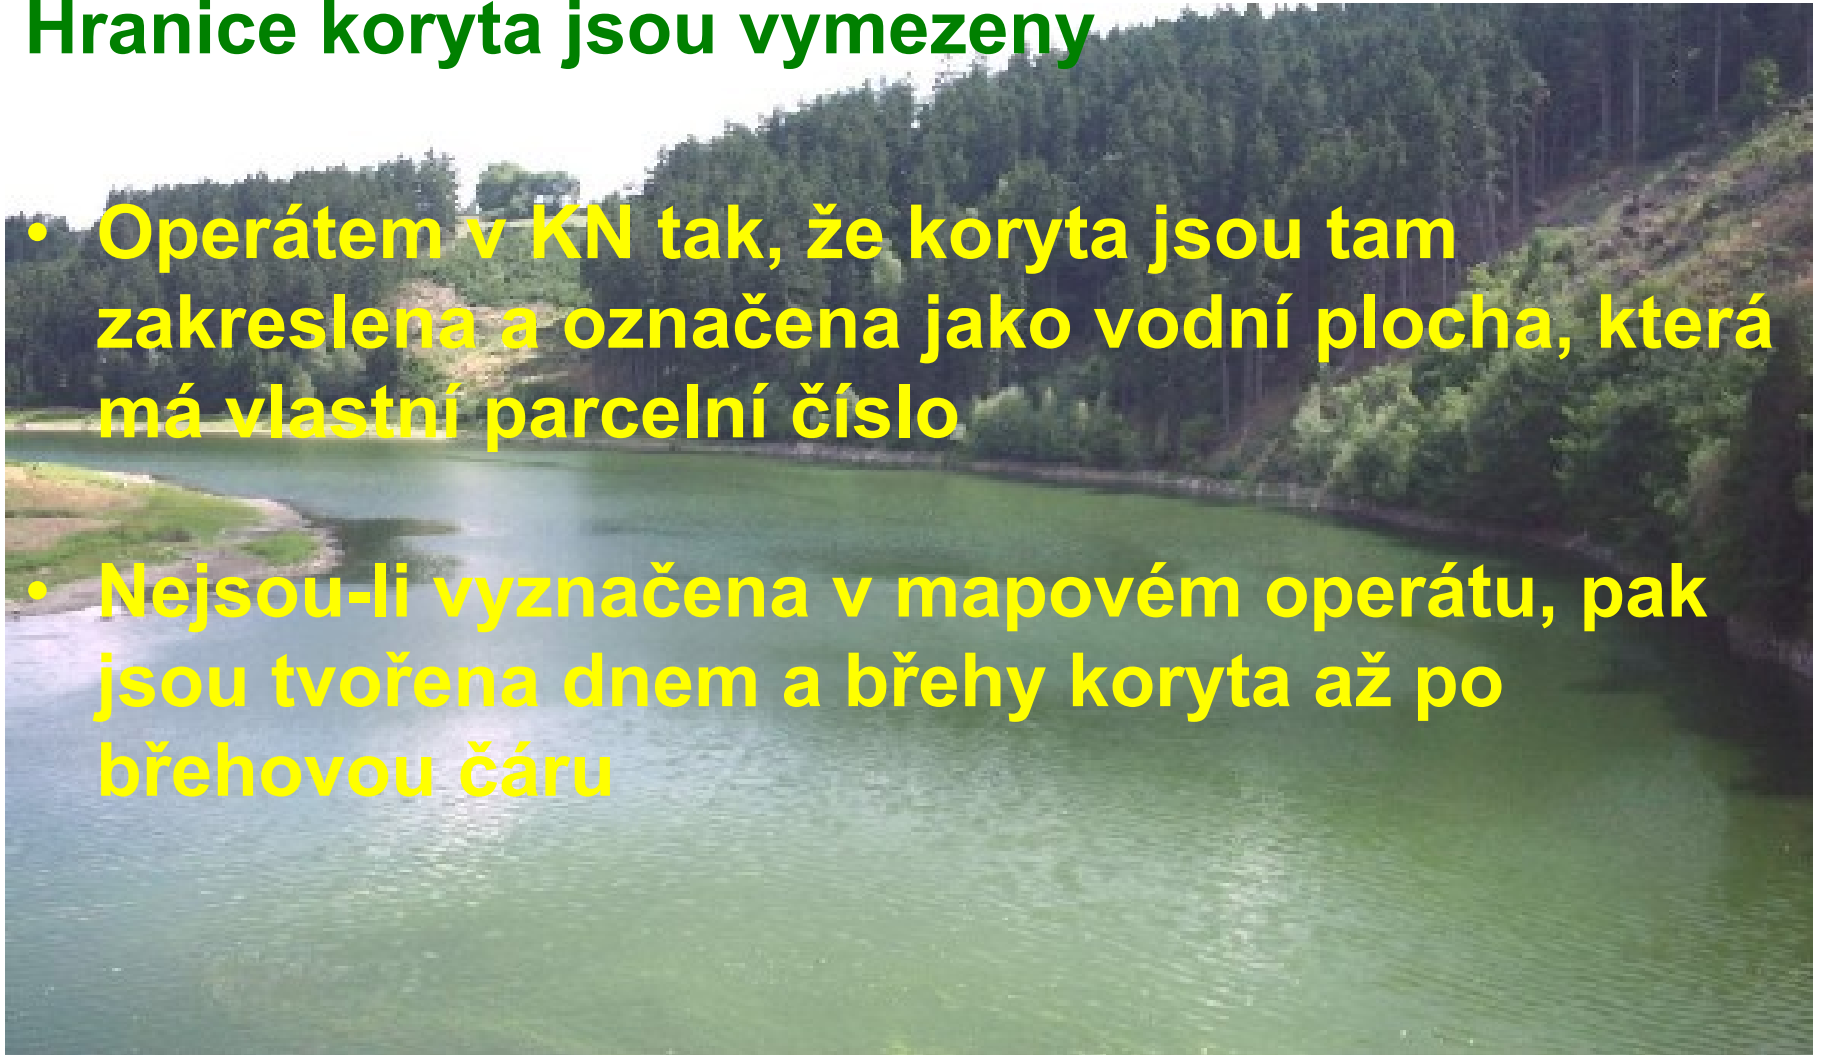 Hranice koryta jsou vymezeny
• Operátem v KN tak, že koryta jsou tam
zakreslena a označena jako vodní plocha, která
má vlastní parcelní číslo
• Nejsou-li vyznačena v mapovém operátu, pak
jsou tvořena dnem a břehy koryta až po
břehovou čáru